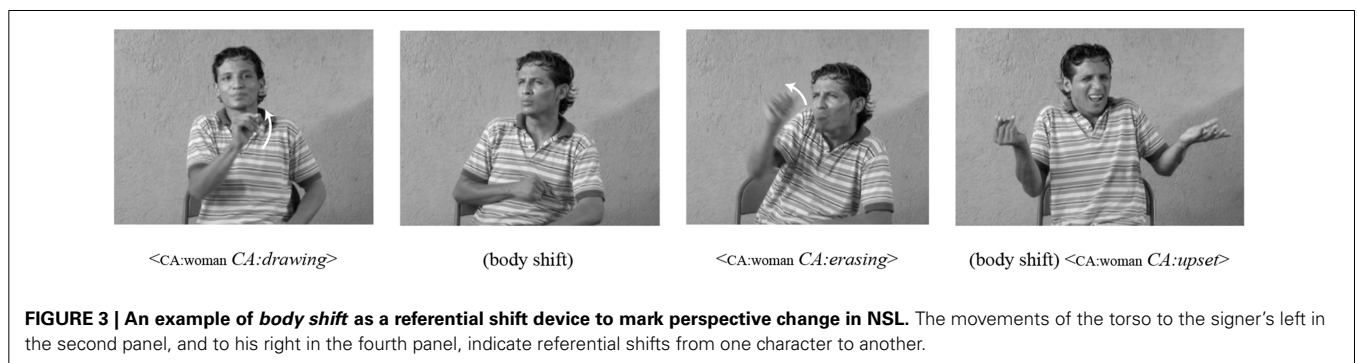 <CA:woman CA:drawing>
(body shift)
<CA:woman CA:erasing>
(body shift) <CA:woman CA:upset>
FIGURE 3 | An example of body shift as a referential shift device to mark perspective change in NSL. The movements of the torso to the signer's left in
the second panel, and to his right in the fourth panel, indicate referential shifts from one character to another.